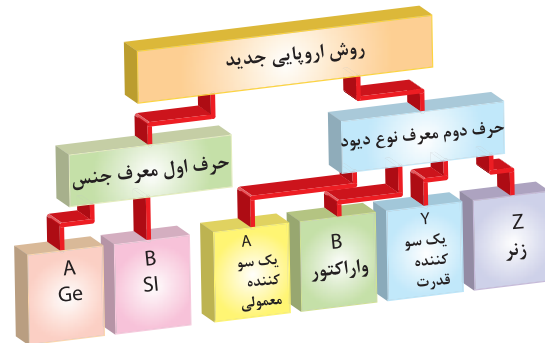 روش اروپایی جدید
حرف اول معرف جنس
حرف دوم معرف نوع دیود
A
Ge
B
SI
A
یک سو
کننده
معمولی
B
واراکتور
Y
یک سو
کننده
قدرت
Z
زنر